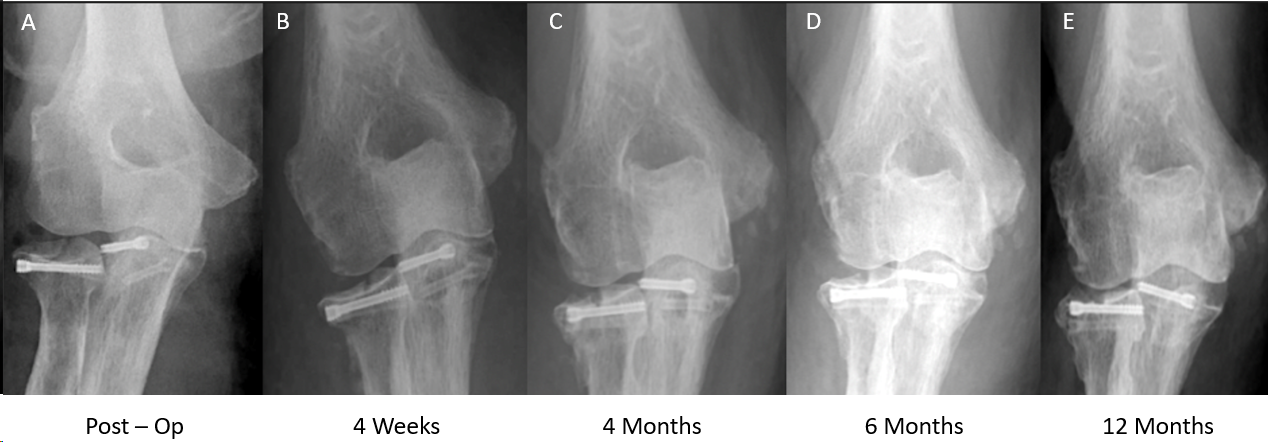 A
B
C
D
E
Post – Op
4 Weeks
4 Months
6 Months
12 Months